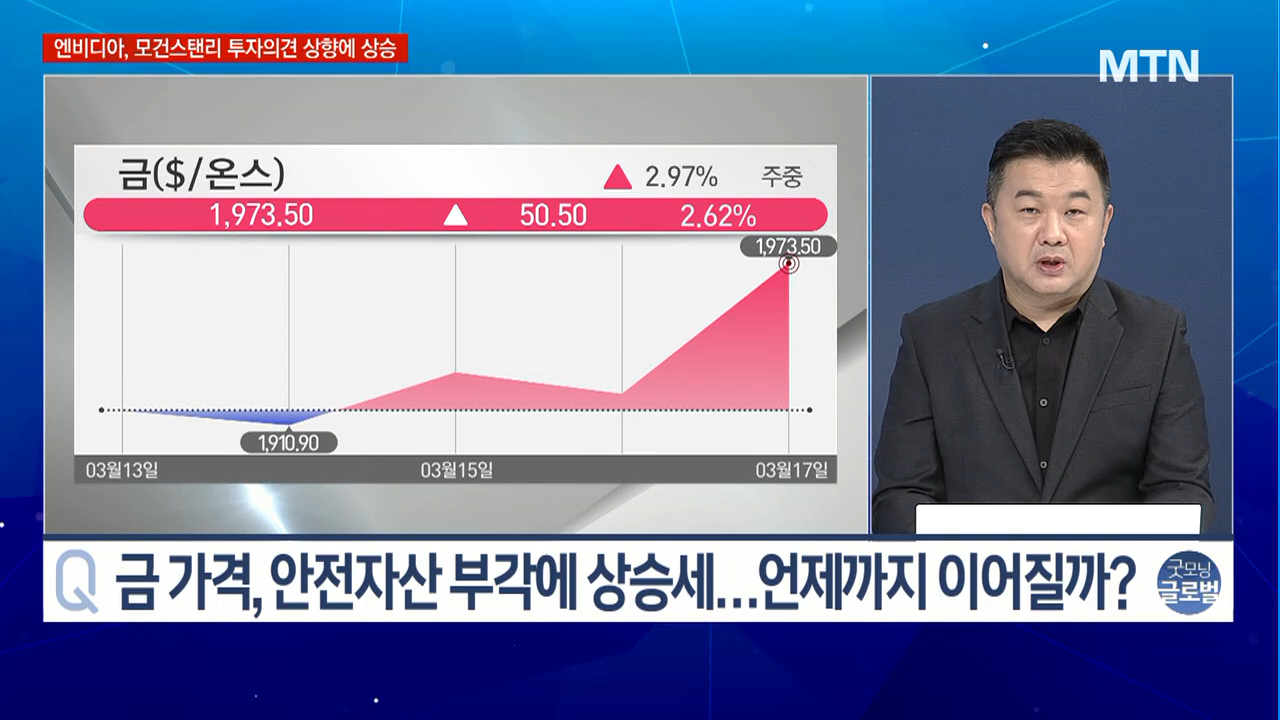 엔비디아, 모건스탠리 투자의견 상향에 상승
MTN
금($/온스)
▲ 2.97% 주중
1,973.50 ▲ 50.50 2.62%
1,973.50
1,910.90
03월13일 03월15일 03월17일
Q 금 가격, 안전자산 부각에 상승세...언제까지 이어질까?
굿모닝
글로벌